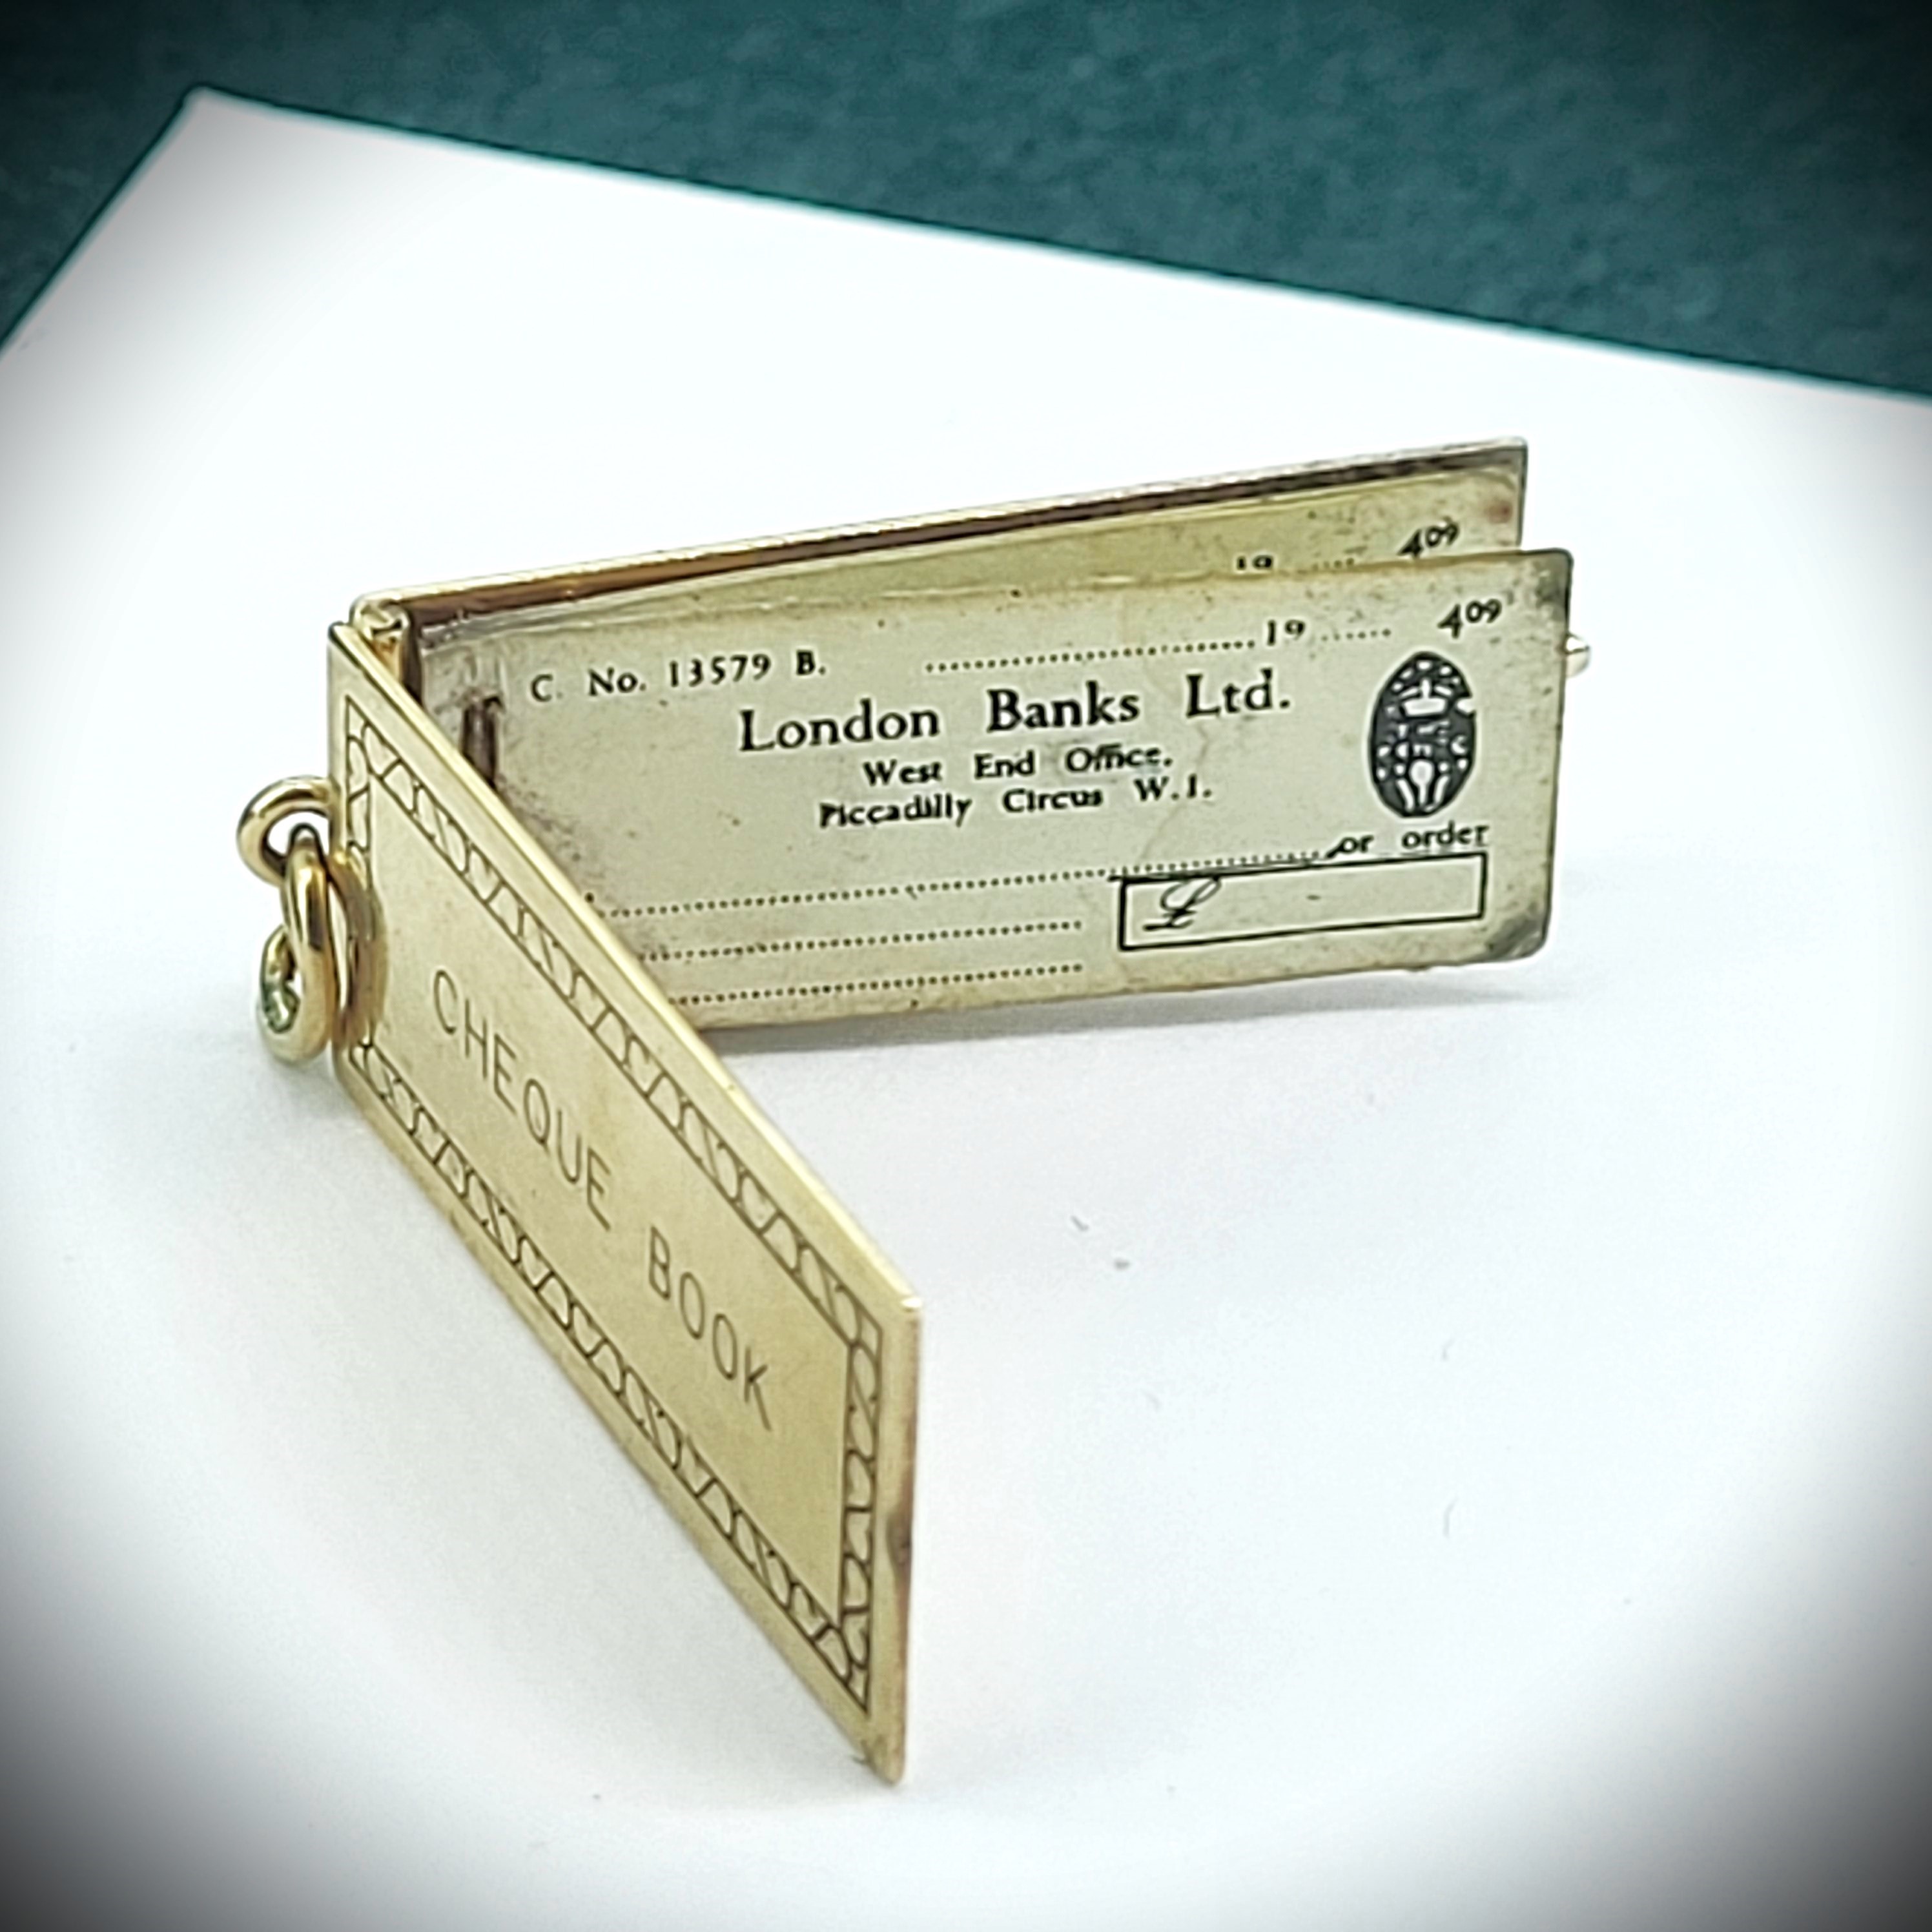 19 ...... 409
C. No. 13579 B. ........................ 19 ...... 409
London Banks Ltd.
West End Office.
Piccadilly Circus W.1.
or order
£
CHEQUE BOOK